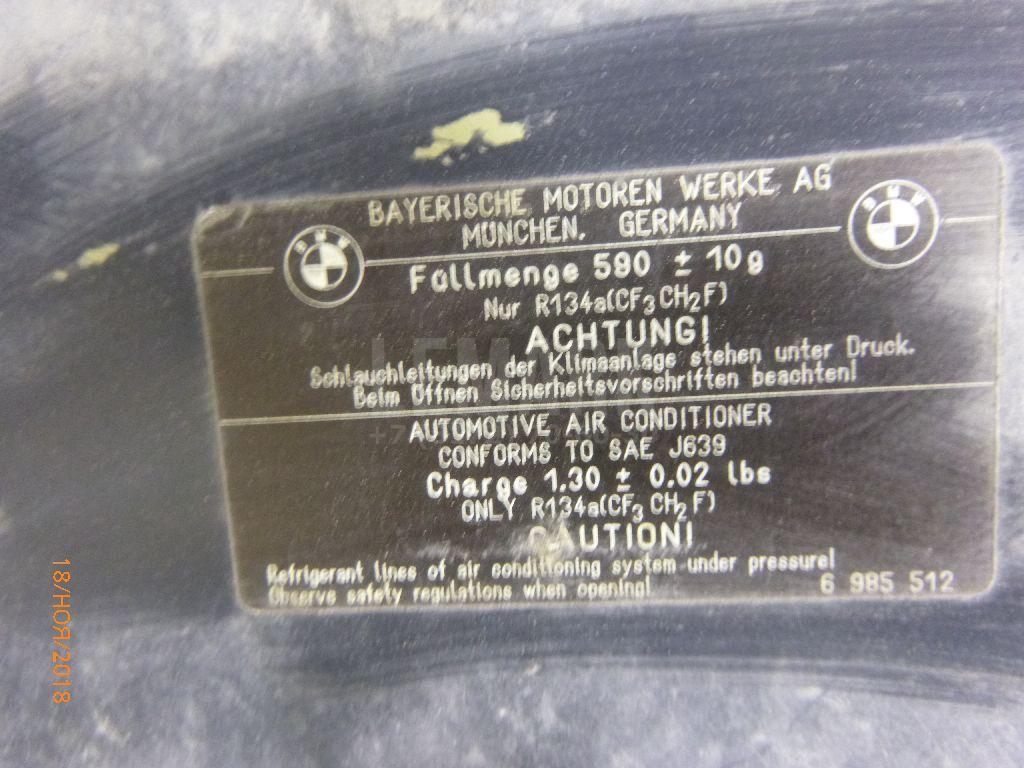 BAYERISCHE MOTOREN WERKE AG
MÜNCHEN. GERMANY
BMW
BMW
Füllmenge 590 ± 10g
Nur R134a(CF₃CH₂F)
ACHTUNG!
Schlauchleitungen der Klimaanlage stehen unter Druck.
Beim Öffnen Sicherheitsvorschriften beachten!
AUTOMOTIVE AIR CONDITIONER
CONFORMS TO SAE J639
Charge 1.30 ± 0.02 lbs
ONLY R134a(CF₃CH₂F)
CAUTION!
Refrigerant lines of air conditioning system under pressure!
Observe safety regulations when opening!
6 985 512
18/НОЯ/2018